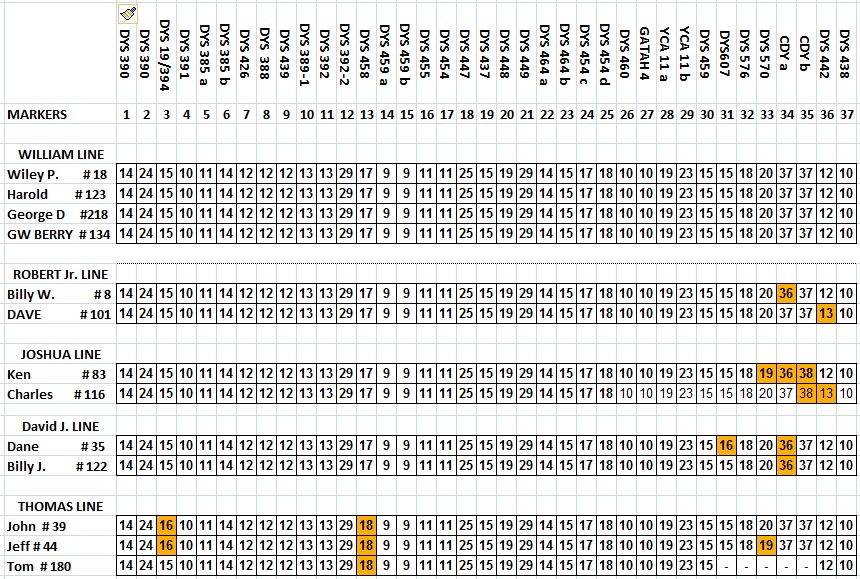 DYS 390 DYS 390 DYS 19/394 DYS 391 DYS 385 a DYS 385 b DYS 426 DYS 388 DYS 439 DYS 389-1 DYS 392 DYS 392-2 DYS 458 DYS 459 a DYS 459 b DYS 455 DYS 454 DYS 447 DYS 437 DYS 448 DYS 449 DYS 464 a DYS 464 b DYS 454 c DYS 454 d DYS 460 GATAH 4 YCA 11 a YCA 11 b DYS 459 DYS607 DYS 576 DYS 570 CDY a CDY b DYS 442 DYS 438
MARKERS 1 2 3 4 5 6 7 8 9 10 11 12 13 14 15 16 17 18 19 20 21 22 23 24 25 26 27 28 29 30 31 32 33 34 35 36 37
WILLIAM LINE
Wiley P. # 18 14 24 15 10 11 14 12 12 12 13 13 29 17 9 9 11 11 25 15 19 29 14 15 17 18 10 10 19 23 15 15 18 20 37 37 12 10
Harold # 123 14 24 15 10 11 14 12 12 12 13 13 29 17 9 9 11 11 25 15 19 29 14 15 17 18 10 10 19 23 15 15 18 20 37 37 12 10
George D #218 14 24 15 10 11 14 12 12 12 13 13 29 17 9 9 11 11 25 15 19 29 14 15 17 18 10 10 19 23 15 15 18 20 37 37 12 10
GW BERRY # 134 14 24 15 10 11 14 12 12 12 13 13 29 17 9 9 11 11 25 15 19 29 14 15 17 18 10 10 19 23 15 15 18 20 37 37 12 10
ROBERT Jr. LINE
Billy W. # 8 14 24 15 10 11 14 12 12 12 13 13 29 17 9 9 11 11 25 15 19 29 14 15 17 18 10 10 19 23 15 15 18 20 36 37 12 10
DAVE # 101 14 24 15 10 11 14 12 12 12 13 13 29 17 9 9 11 11 25 15 19 29 14 15 17 18 10 10 19 23 15 15 18 20 37 37 13 10
JOSHUA LINE
Ken # 83 14 24 15 10 11 14 12 12 12 13 13 29 17 9 9 11 11 25 15 19 29 14 15 17 18 10 10 19 23 15 15 18 19 36 38 12 10
Charles # 116 14 24 15 10 11 14 12 12 12 13 13 29 17 9 9 11 11 25 15 19 29 14 15 17 18 10 10 19 23 15 15 18 20 37 38 13 10
David J. LINE
Dane # 35 14 24 15 10 11 14 12 12 12 13 13 29 17 9 9 11 11 25 15 19 29 14 15 17 18 10 10 19 23 15 16 18 20 36 37 12 10
Billy J. # 122 14 24 15 10 11 14 12 12 12 13 13 29 17 9 9 11 11 25 15 19 29 14 15 17 18 10 10 19 23 15 15 18 20 36 37 12 10
THOMAS LINE
John # 39 14 24 16 10 11 14 12 12 12 13 13 29 18 9 9 11 11 25 15 19 29 14 15 17 18 10 10 19 23 15 15 18 20 37 37 12 10
Jeff # 44 14 24 16 10 11 14 12 12 12 13 13 29 18 9 9 11 11 25 15 19 29 14 15 17 18 10 10 19 23 15 15 18 19 37 37 12 10
Tom # 180 14 24 15 10 11 14 12 12 12 13 13 29 18 9 9 11 11 25 15 19 29 14 15 17 18 10 10 19 23 15 - - - - - 12 10